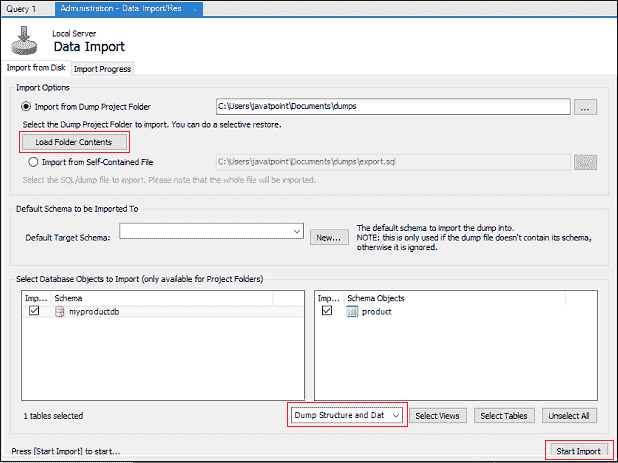 Query 1
Administration - Data Import/Res
Local Server
Data Import
Import from Disk
Import Progress
Import Options
Import from Dump Project Folder
C:\Users\javatpoint\Documents\dumps
...
Select the Dump Project Folder to import. You can do a selective restore.
Load Folder Contents
Import from Self-Contained File
C:\Users\javatpoint\Documents\dumps\export.sql
Select the SQL/dump file to import. Please note that the whole file will be imported.
Default Schema to be Imported To
Default Target Schema:
New...
The default schema to import the dump into.
NOTE: this is only used if the dump file doesn't contain its schema,
otherwise it is ignored.
Select Database Objects to Import (only available for Project Folders)
Imp... Schema
myproductdb
Imp... Schema Objects
product
1 tables selected
Dump Structure and Dat
Select Views
Select Tables
Unselect All
Press [Start Import] to start...
Start Import